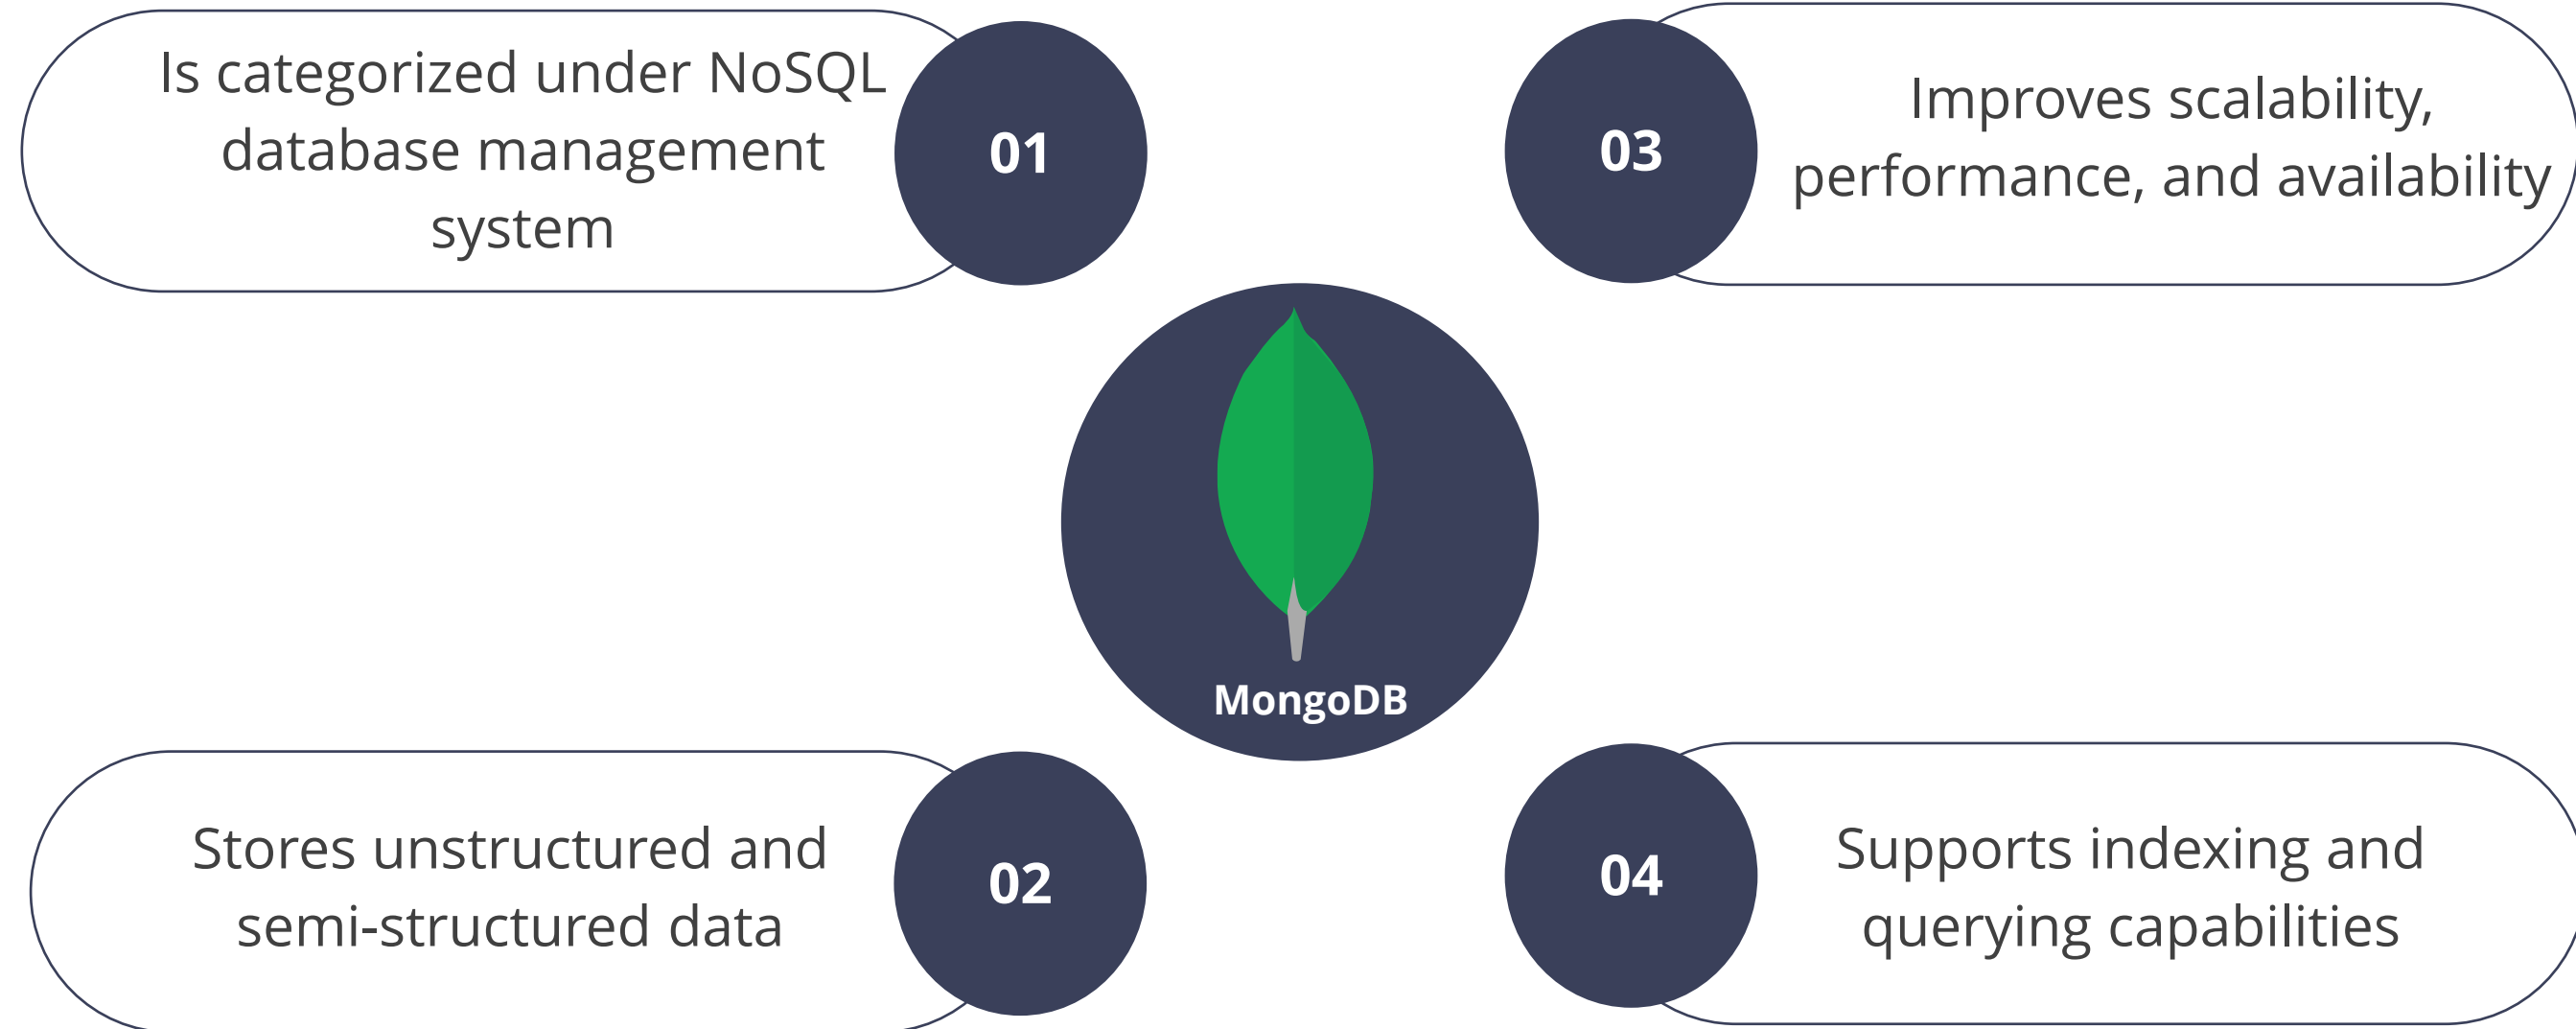 Is categorized under NoSQL
database management
system
01
Stores unstructured and
semi-structured data
02
MongoDB
03
Improves scalability,
performance, and availability
04
Supports indexing and
querying capabilities